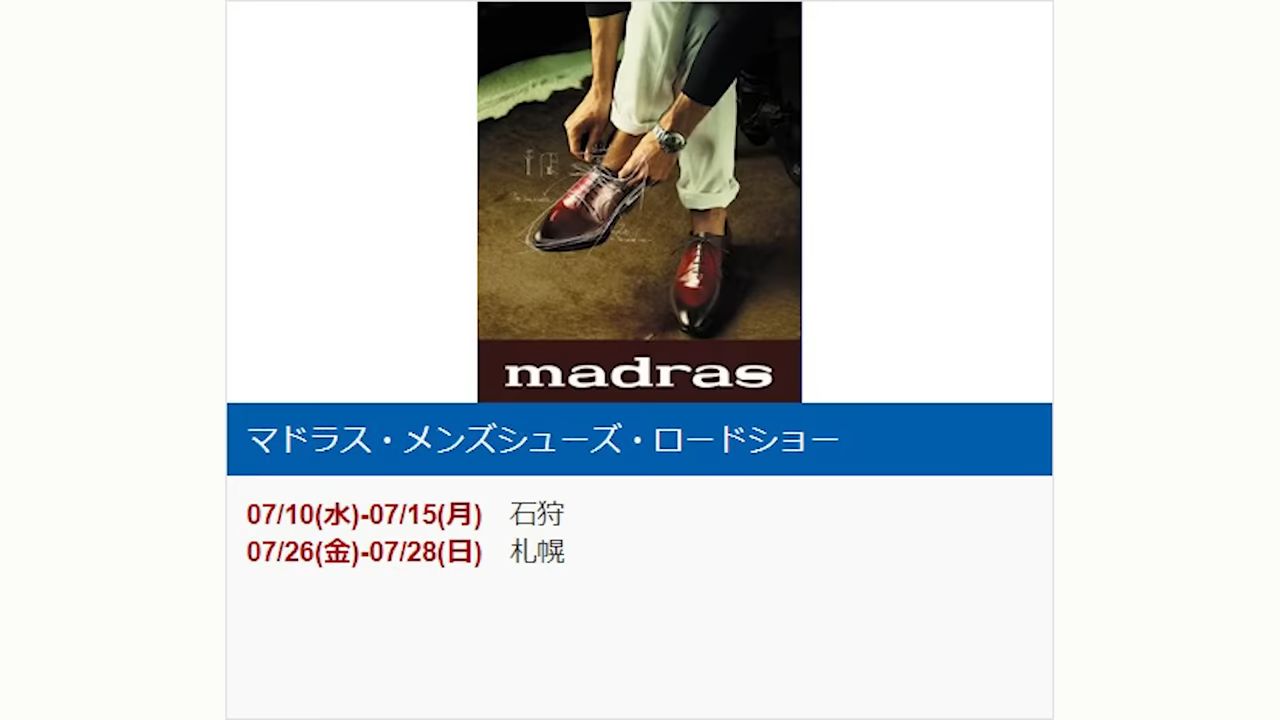 madras
マドラス・メンズシューズ・ロードショー
07/10(水)-07/15(月) 石狩
07/26(金)-07/28(日) 札幌